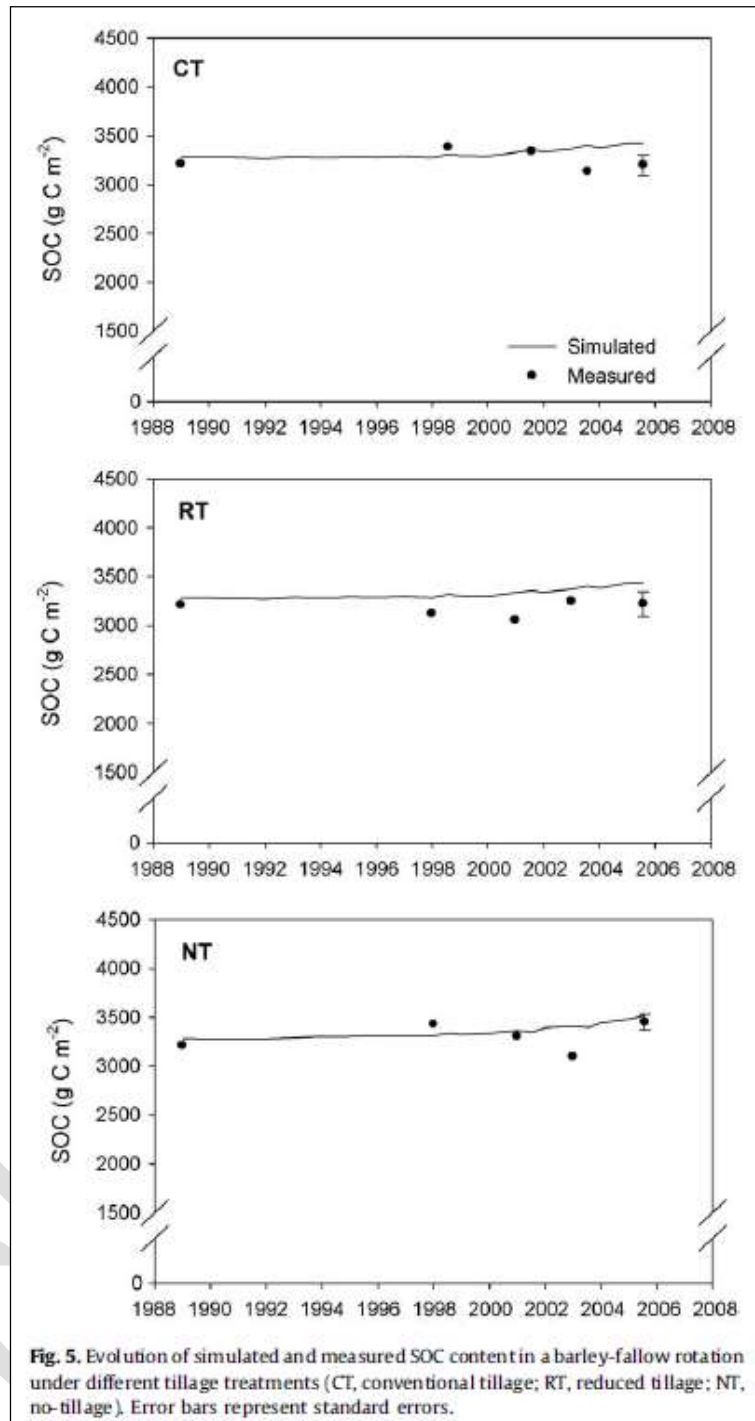 4500
CT
4000
3500
3000
2500
2000
1500
0
SOC (g C m⁻²)
Simulated
Measured
1988 1990 1992 1994 1996 1998 2000 2002 2004 2006 2008
4500
RT
4000
3500
3000
2500
2000
1500
0
SOC (g C m⁻²)
1988 1990 1992 1994 1996 1998 2000 2002 2004 2006 2008
4500
NT
4000
3500
3000
2500
2000
1500
0
SOC (g C m⁻²)
1988 1990 1992 1994 1996 1998 2000 2002 2004 2006 2008
Fig. 5. Evolution of simulated and measured SOC content in a barley-fallow rotation
under different tillage treatments (CT, conventional tillage; RT, reduced tillage; NT,
no-tillage). Error bars represent standard errors.